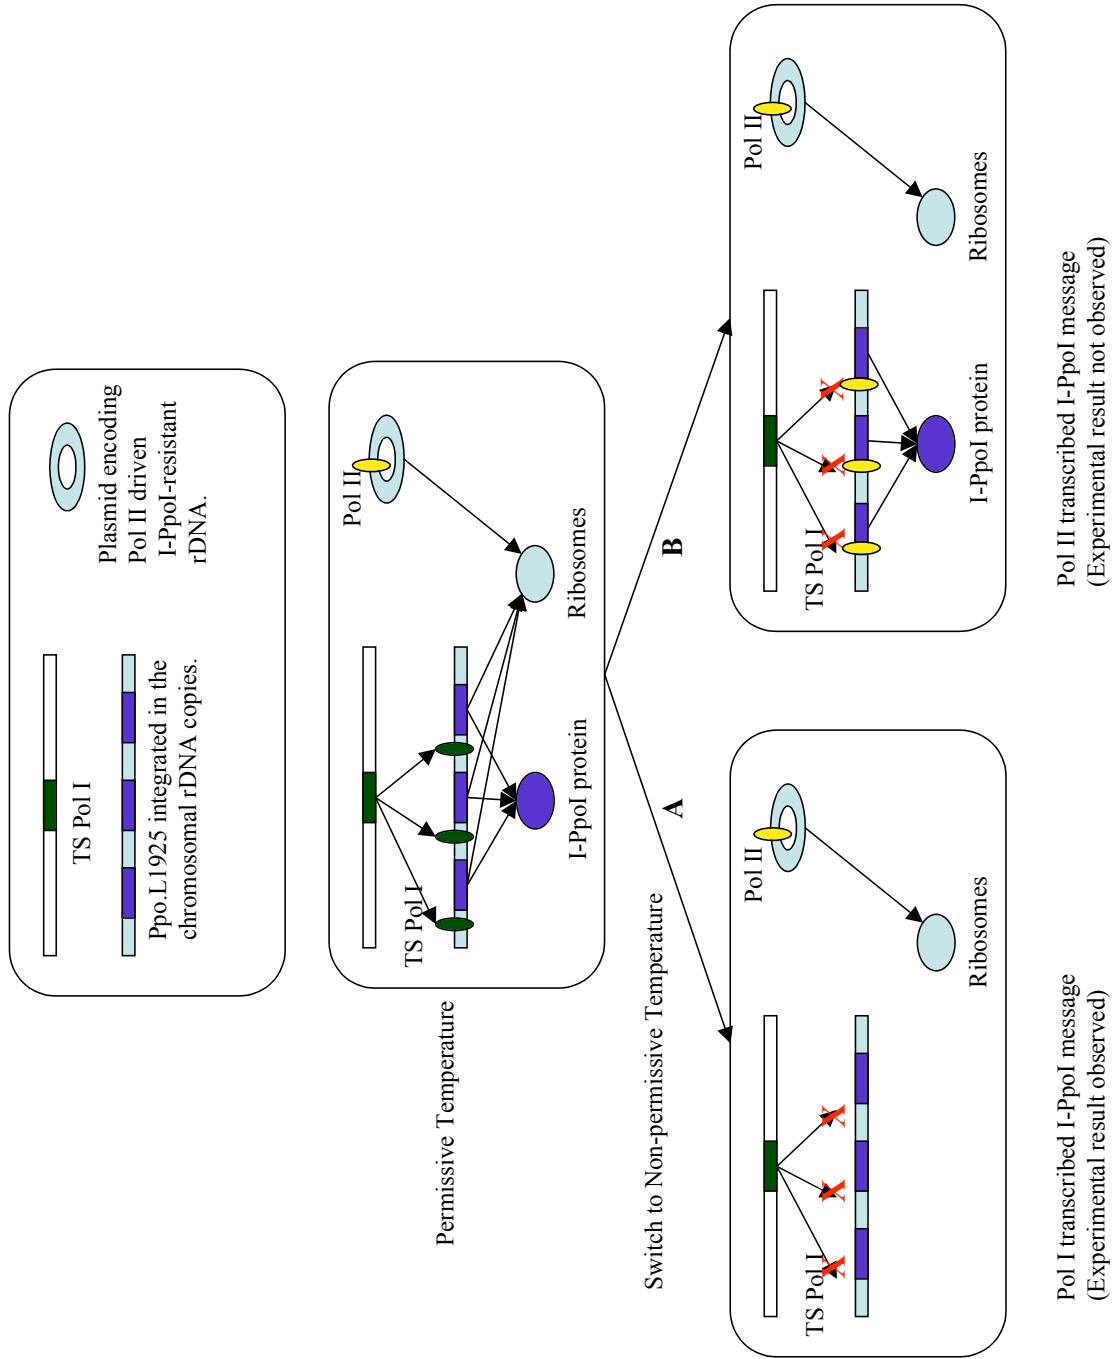 TS Pol I
Ppo.L1925 integrated in the
chromosomal rDNA copies.
Plasmid encoding
Pol II driven
I-PpoI-resistant
rDNA.
Permissive Temperature
TS Pol I
Pol II
I-PpoI protein
Ribosomes
Switch to Non-permissive Temperature
A
B
TS Pol I
X
X
X
Pol II
Ribosomes
Pol I transcribed I-PpoI message
(Experimental result observed)
TS Pol I
X
X
X
Pol II
I-PpoI protein
Ribosomes
Pol II transcribed I-PpoI message
(Experimental result not observed)